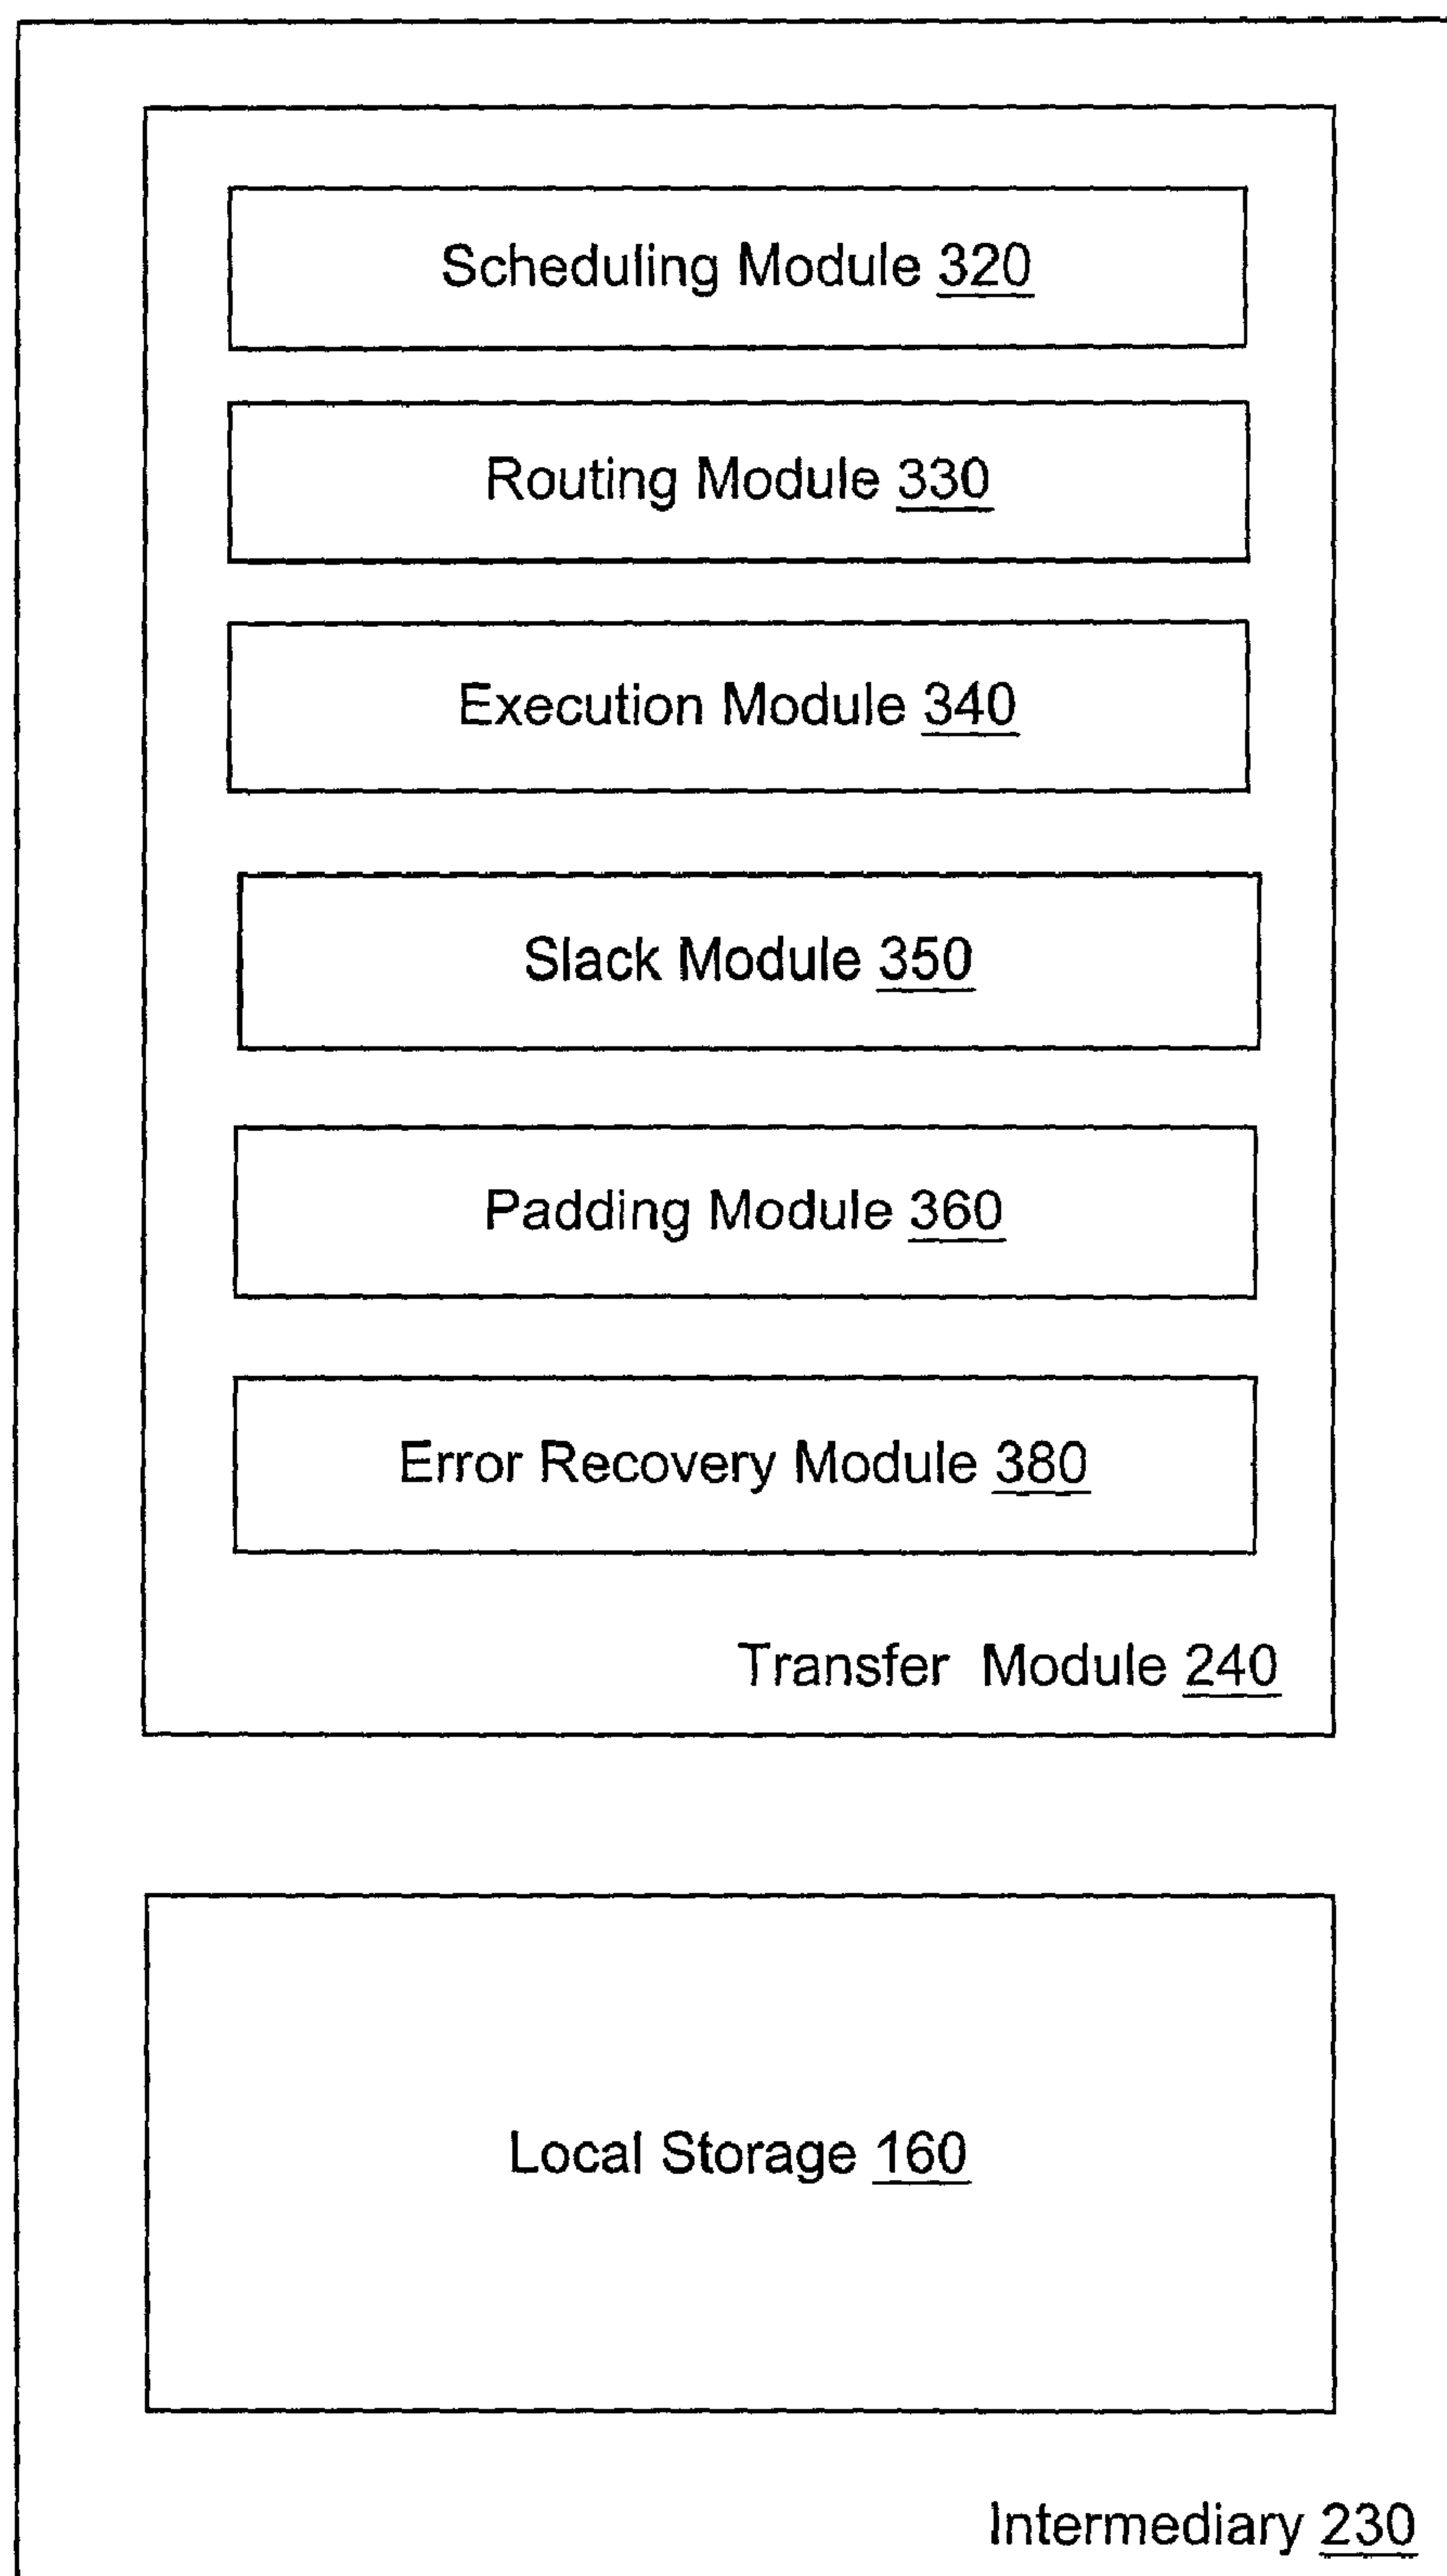 Scheduling Module 320
Routing Module 330
Execution Module 340
Slack Module 350
Padding Module 360
Error Recovery Module 380
Transfer Module 240
Local Storage 160
Intermediary 230